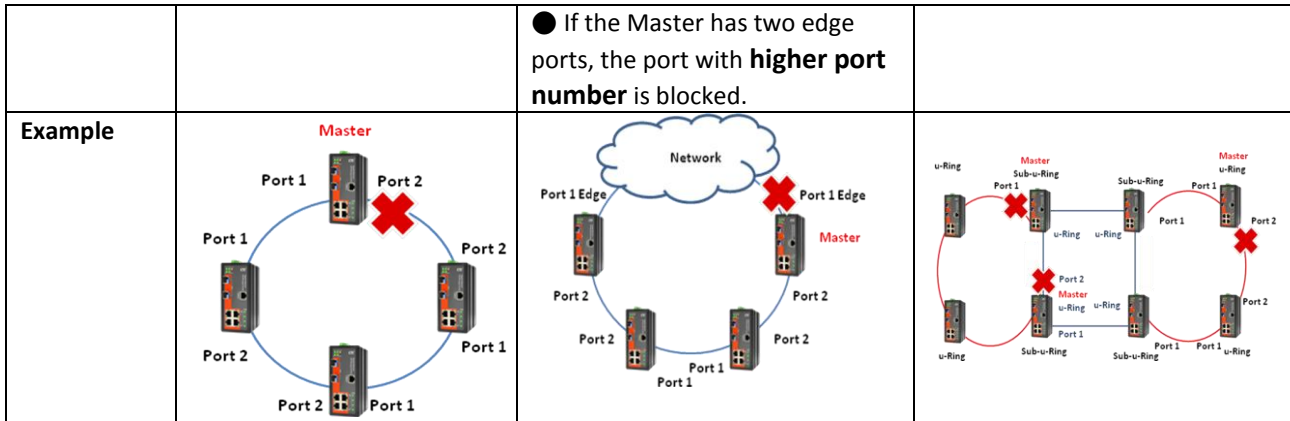 ● If the Master has two edge
ports, the port with higher port
number is blocked.
Example
Master
Port 1
Port 2
Port 1
Port 2
Port 2
Port 1
Port 2
Port 1
Network
Port 1 Edge
Port 1 Edge
Master
Port 2
Port 2
Port 2
Port 2
Port 1
Port 1
u-Ring
Master
Sub-u-Ring
Port 1
Sub-u-Ring
Master
u-Ring
Port 1
Port 1
Port 2
u-Ring
u-Ring
Port 2
Master
u-Ring
u-Ring
Port 1
Port 2
u-Ring
Sub-u-Ring
Sub-u-Ring
Port 1
Port 1
u-Ring